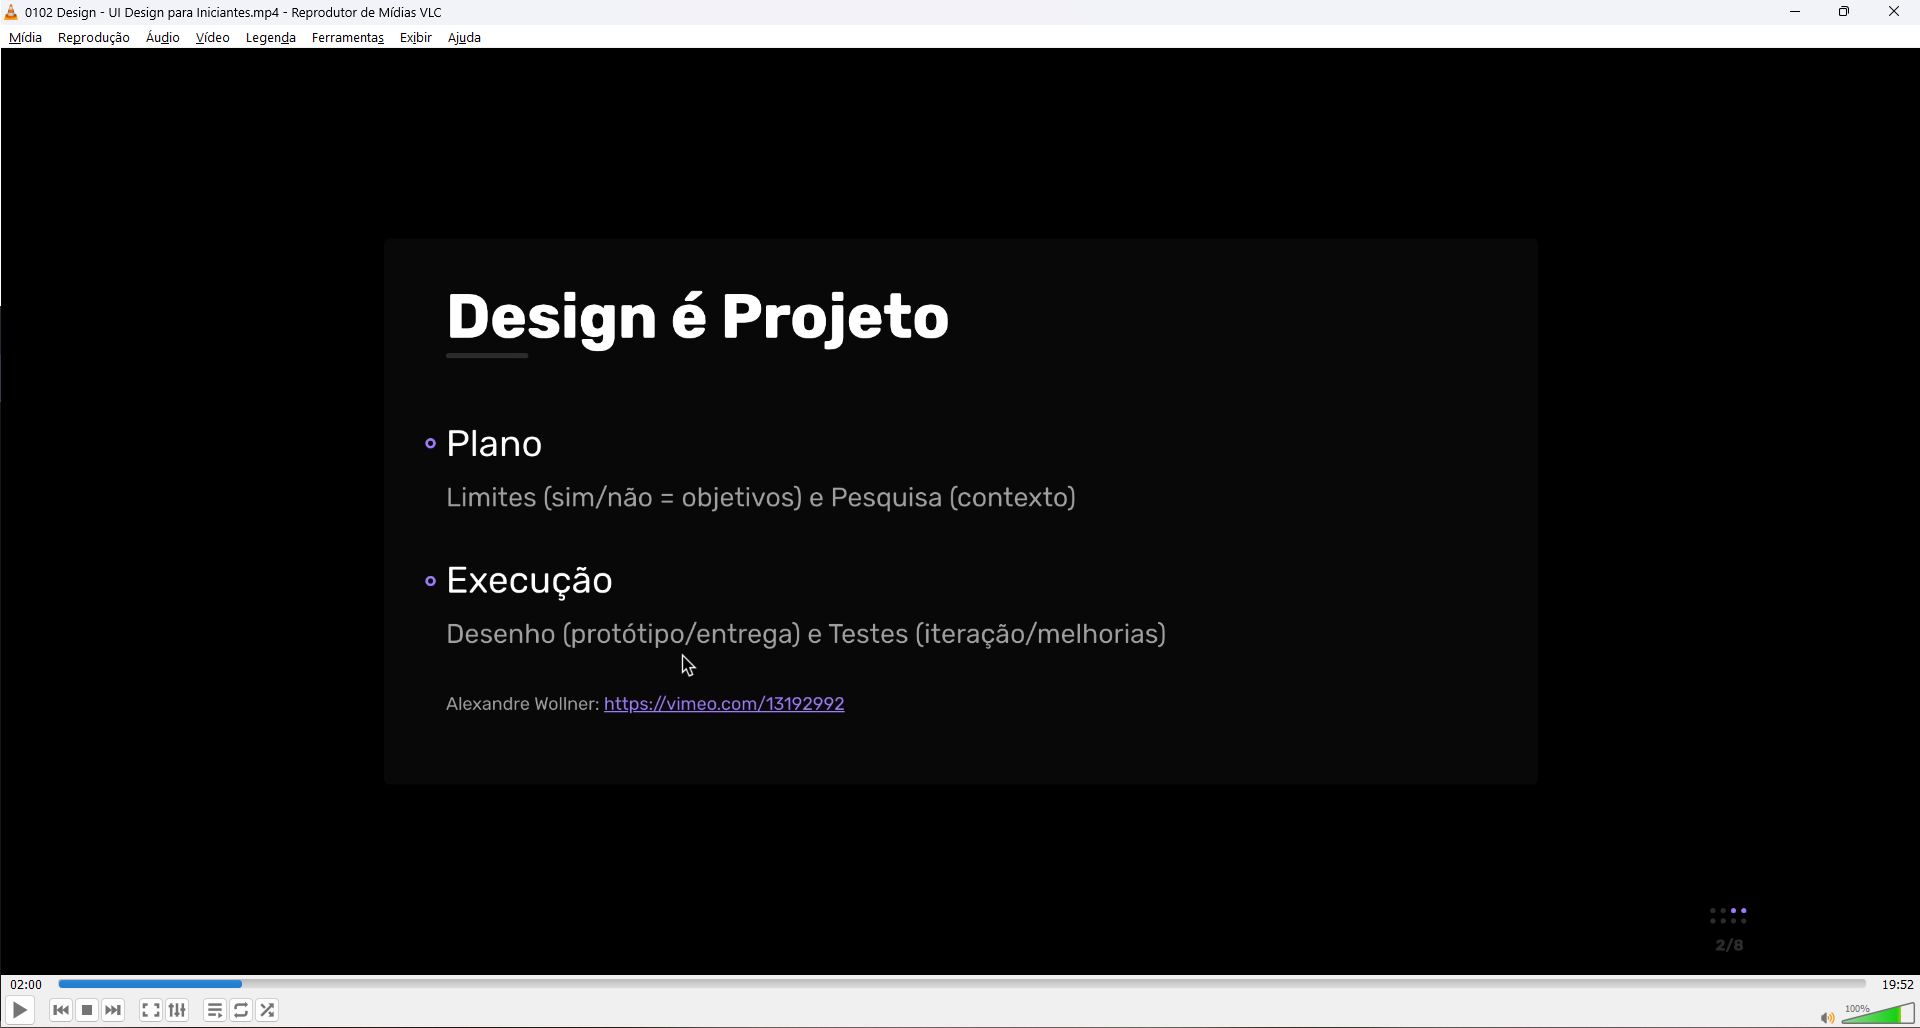 0102 Design - UI Design para Iniciantes.mp4 - Reprodutor de Mídias VLC
Mídia Reprodução Áudio Vídeo Legenda Ferramentas Exibir Ajuda
Design é Projeto
Plano
Limites (sim/não = objetivos) e Pesquisa (contexto)
Execução
Desenho (protótipo/entrega) e Testes (iteração/melhorias)
Alexandre Wollner: https://vimeo.com/13192992
2/8
02:00 19:52
100%